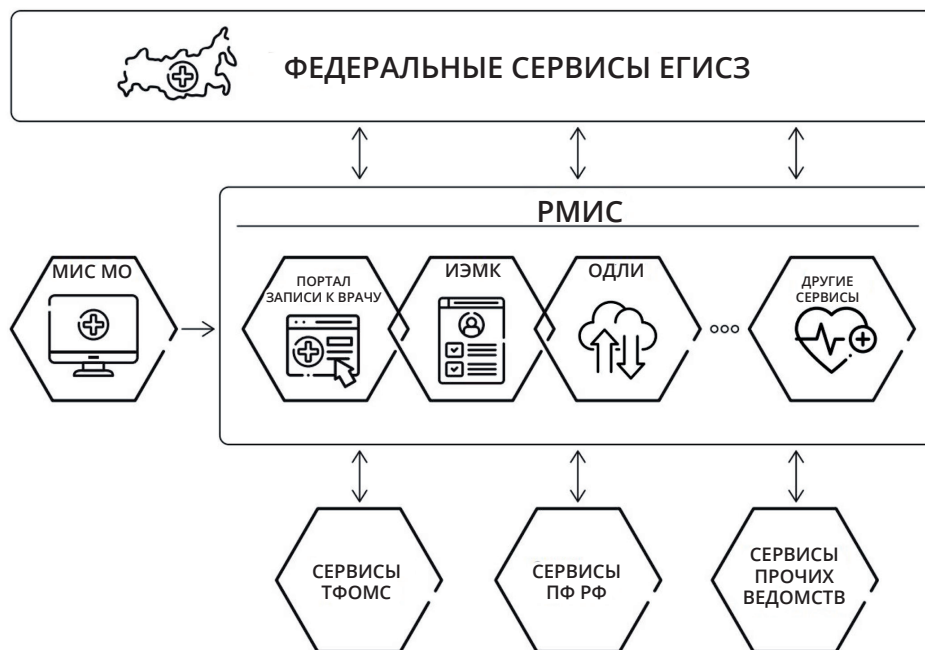 ФЕДЕРАЛЬНЫЕ СЕРВИСЫ ЕГИСЗ
РМИС
МИС МО
ПОРТАЛ
ЗАПИСИ К ВРАЧУ
ИЭМК
ОДЛИ
ДРУГИЕ
СЕРВИСЫ
СЕРВИСЫ
ТФОМС
СЕРВИСЫ
ПФ РФ
СЕРВИСЫ
ПРОЧИХ
ВЕДОМСТВ